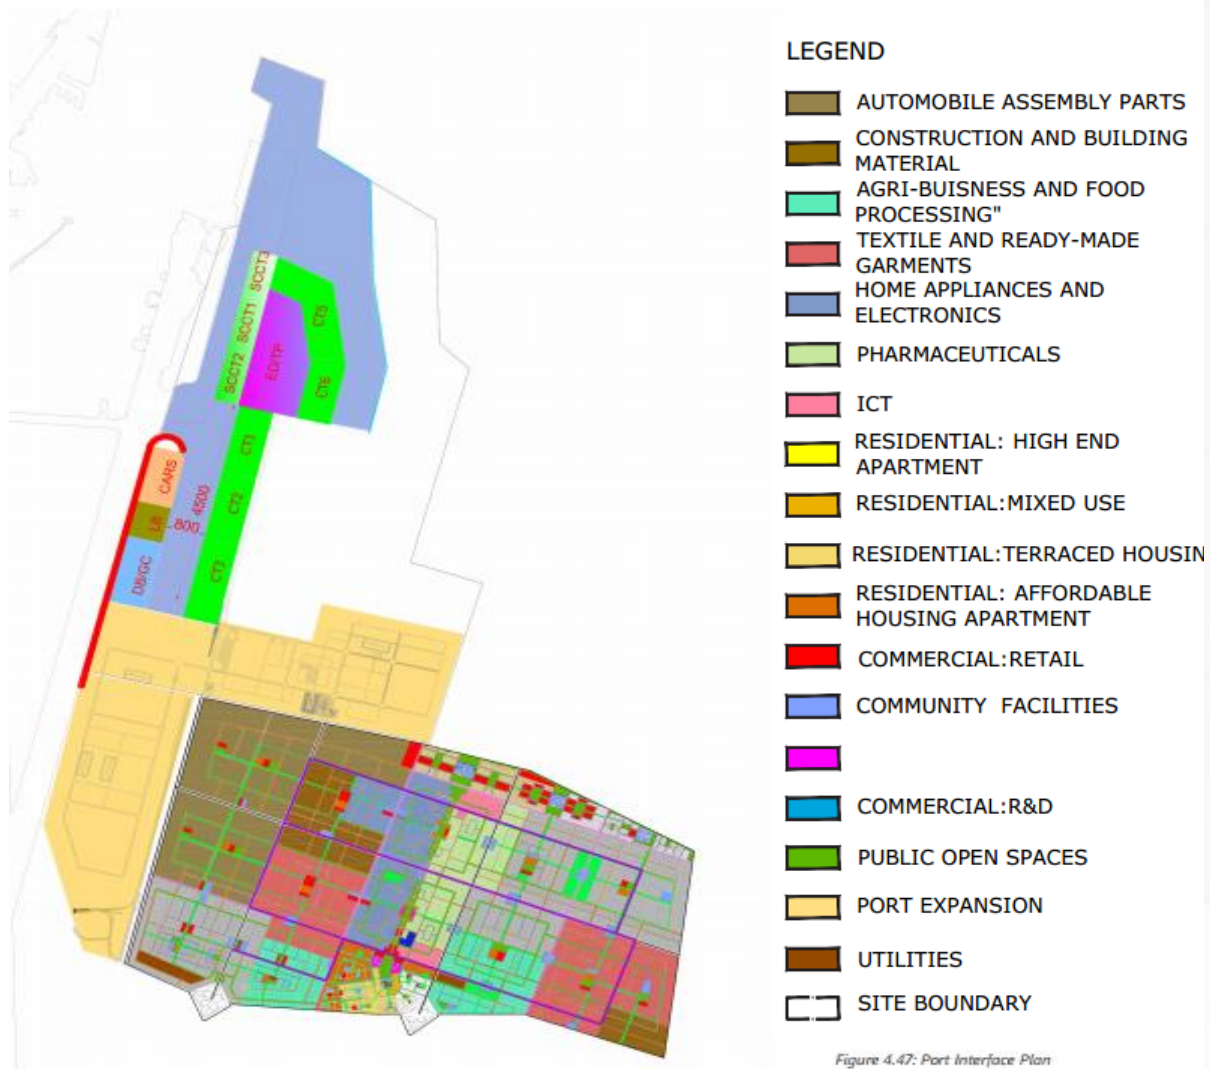 LEGEND
AUTOMOBILE ASSEMBLY PARTS
CONSTRUCTION AND BUILDING
MATERIAL
AGRI-BUISNESS AND FOOD
PROCESSING"
TEXTILE AND READY-MADE
GARMENTS
HOME APPLIANCES AND
ELECTRONICS
PHARMACEUTICALS
ICT
RESIDENTIAL: HIGH END
APARTMENT
RESIDENTIAL:MIXED USE
RESIDENTIAL:TERRACED HOUSIN
RESIDENTIAL: AFFORDABLE
HOUSING APARTMENT
COMMERCIAL:RETAIL
COMMUNITY FACILITIES
COMMERCIAL:R&D
PUBLIC OPEN SPACES
PORT EXPANSION
UTILITIES
SITE BOUNDARY
Figure 4.47: Port Interface Plan
SCCT3
SCCT1
SCCT2
CT5
CT6
CT1
CT2
CT3
CARS
LB
800
4500
DB/GC